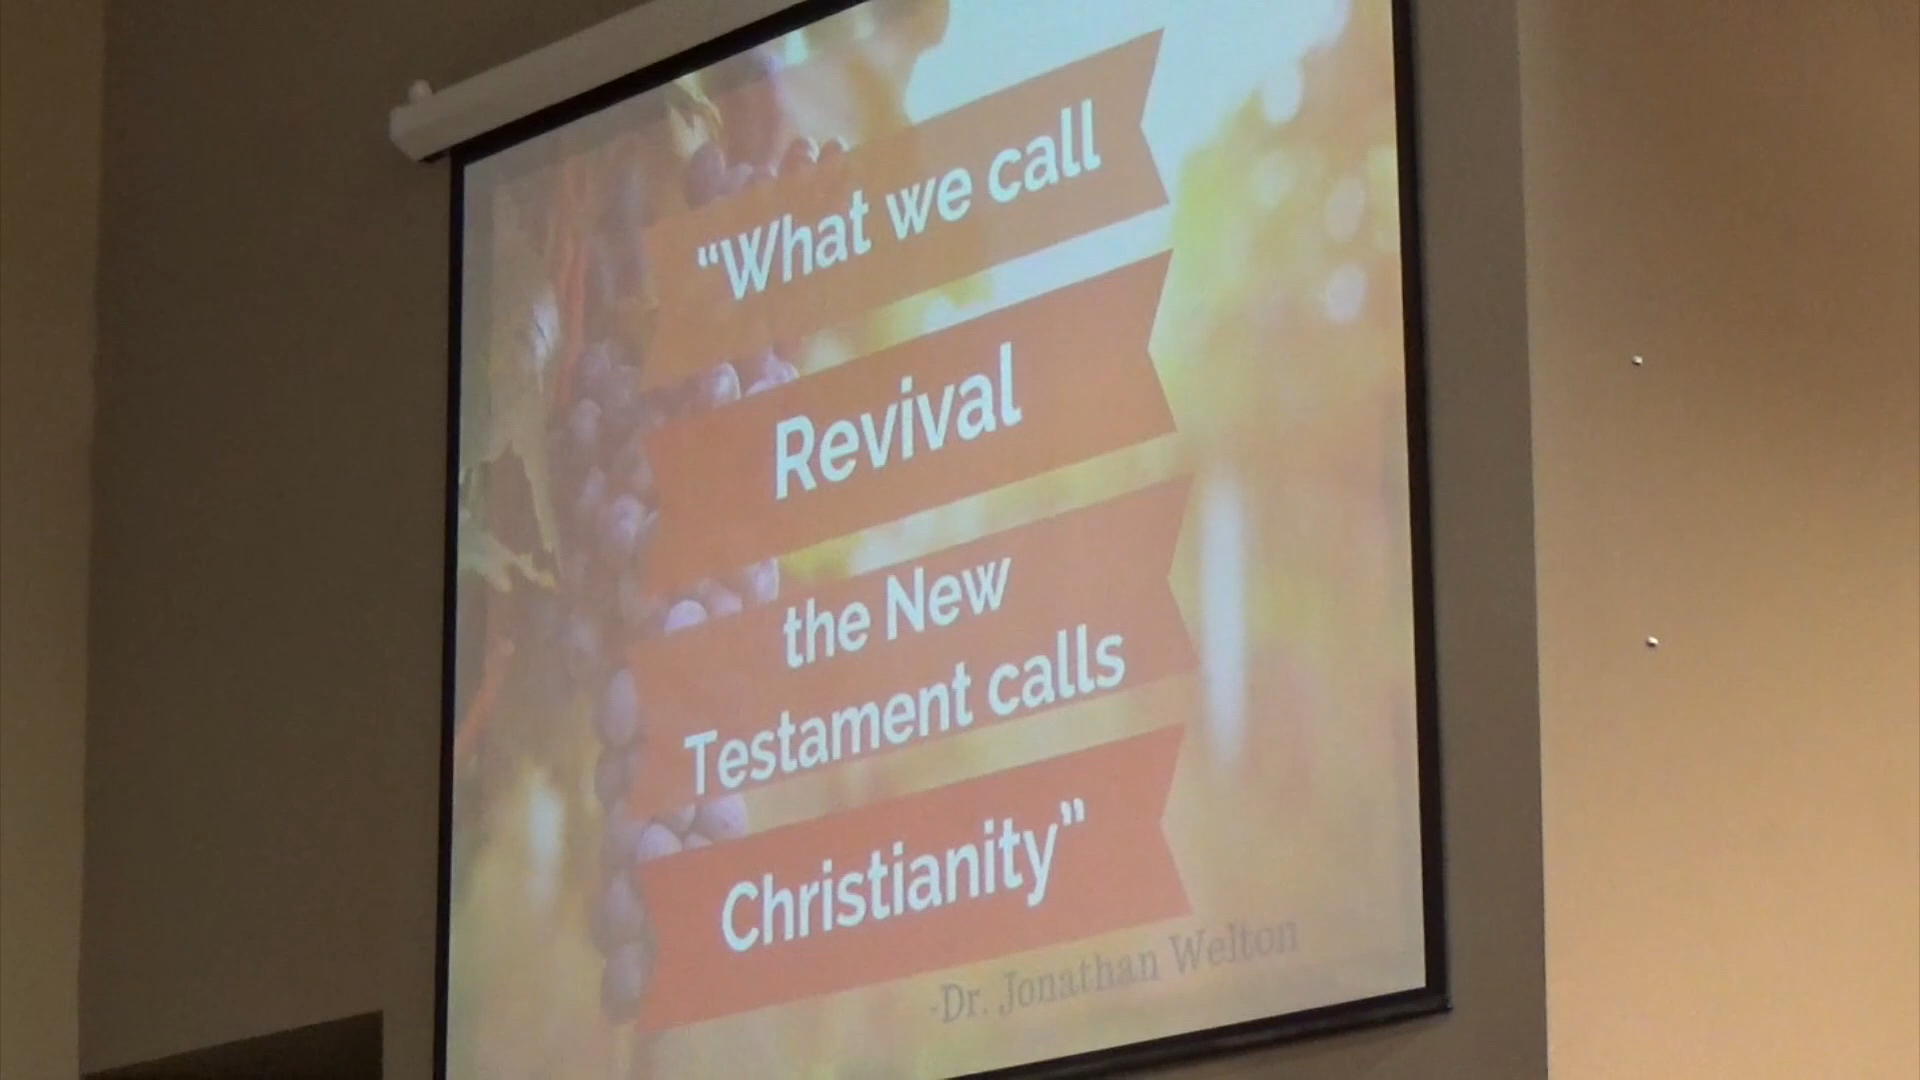 “What we call
Revival
the New
Testament calls
Christianity”
-Dr. Jonathan Welton